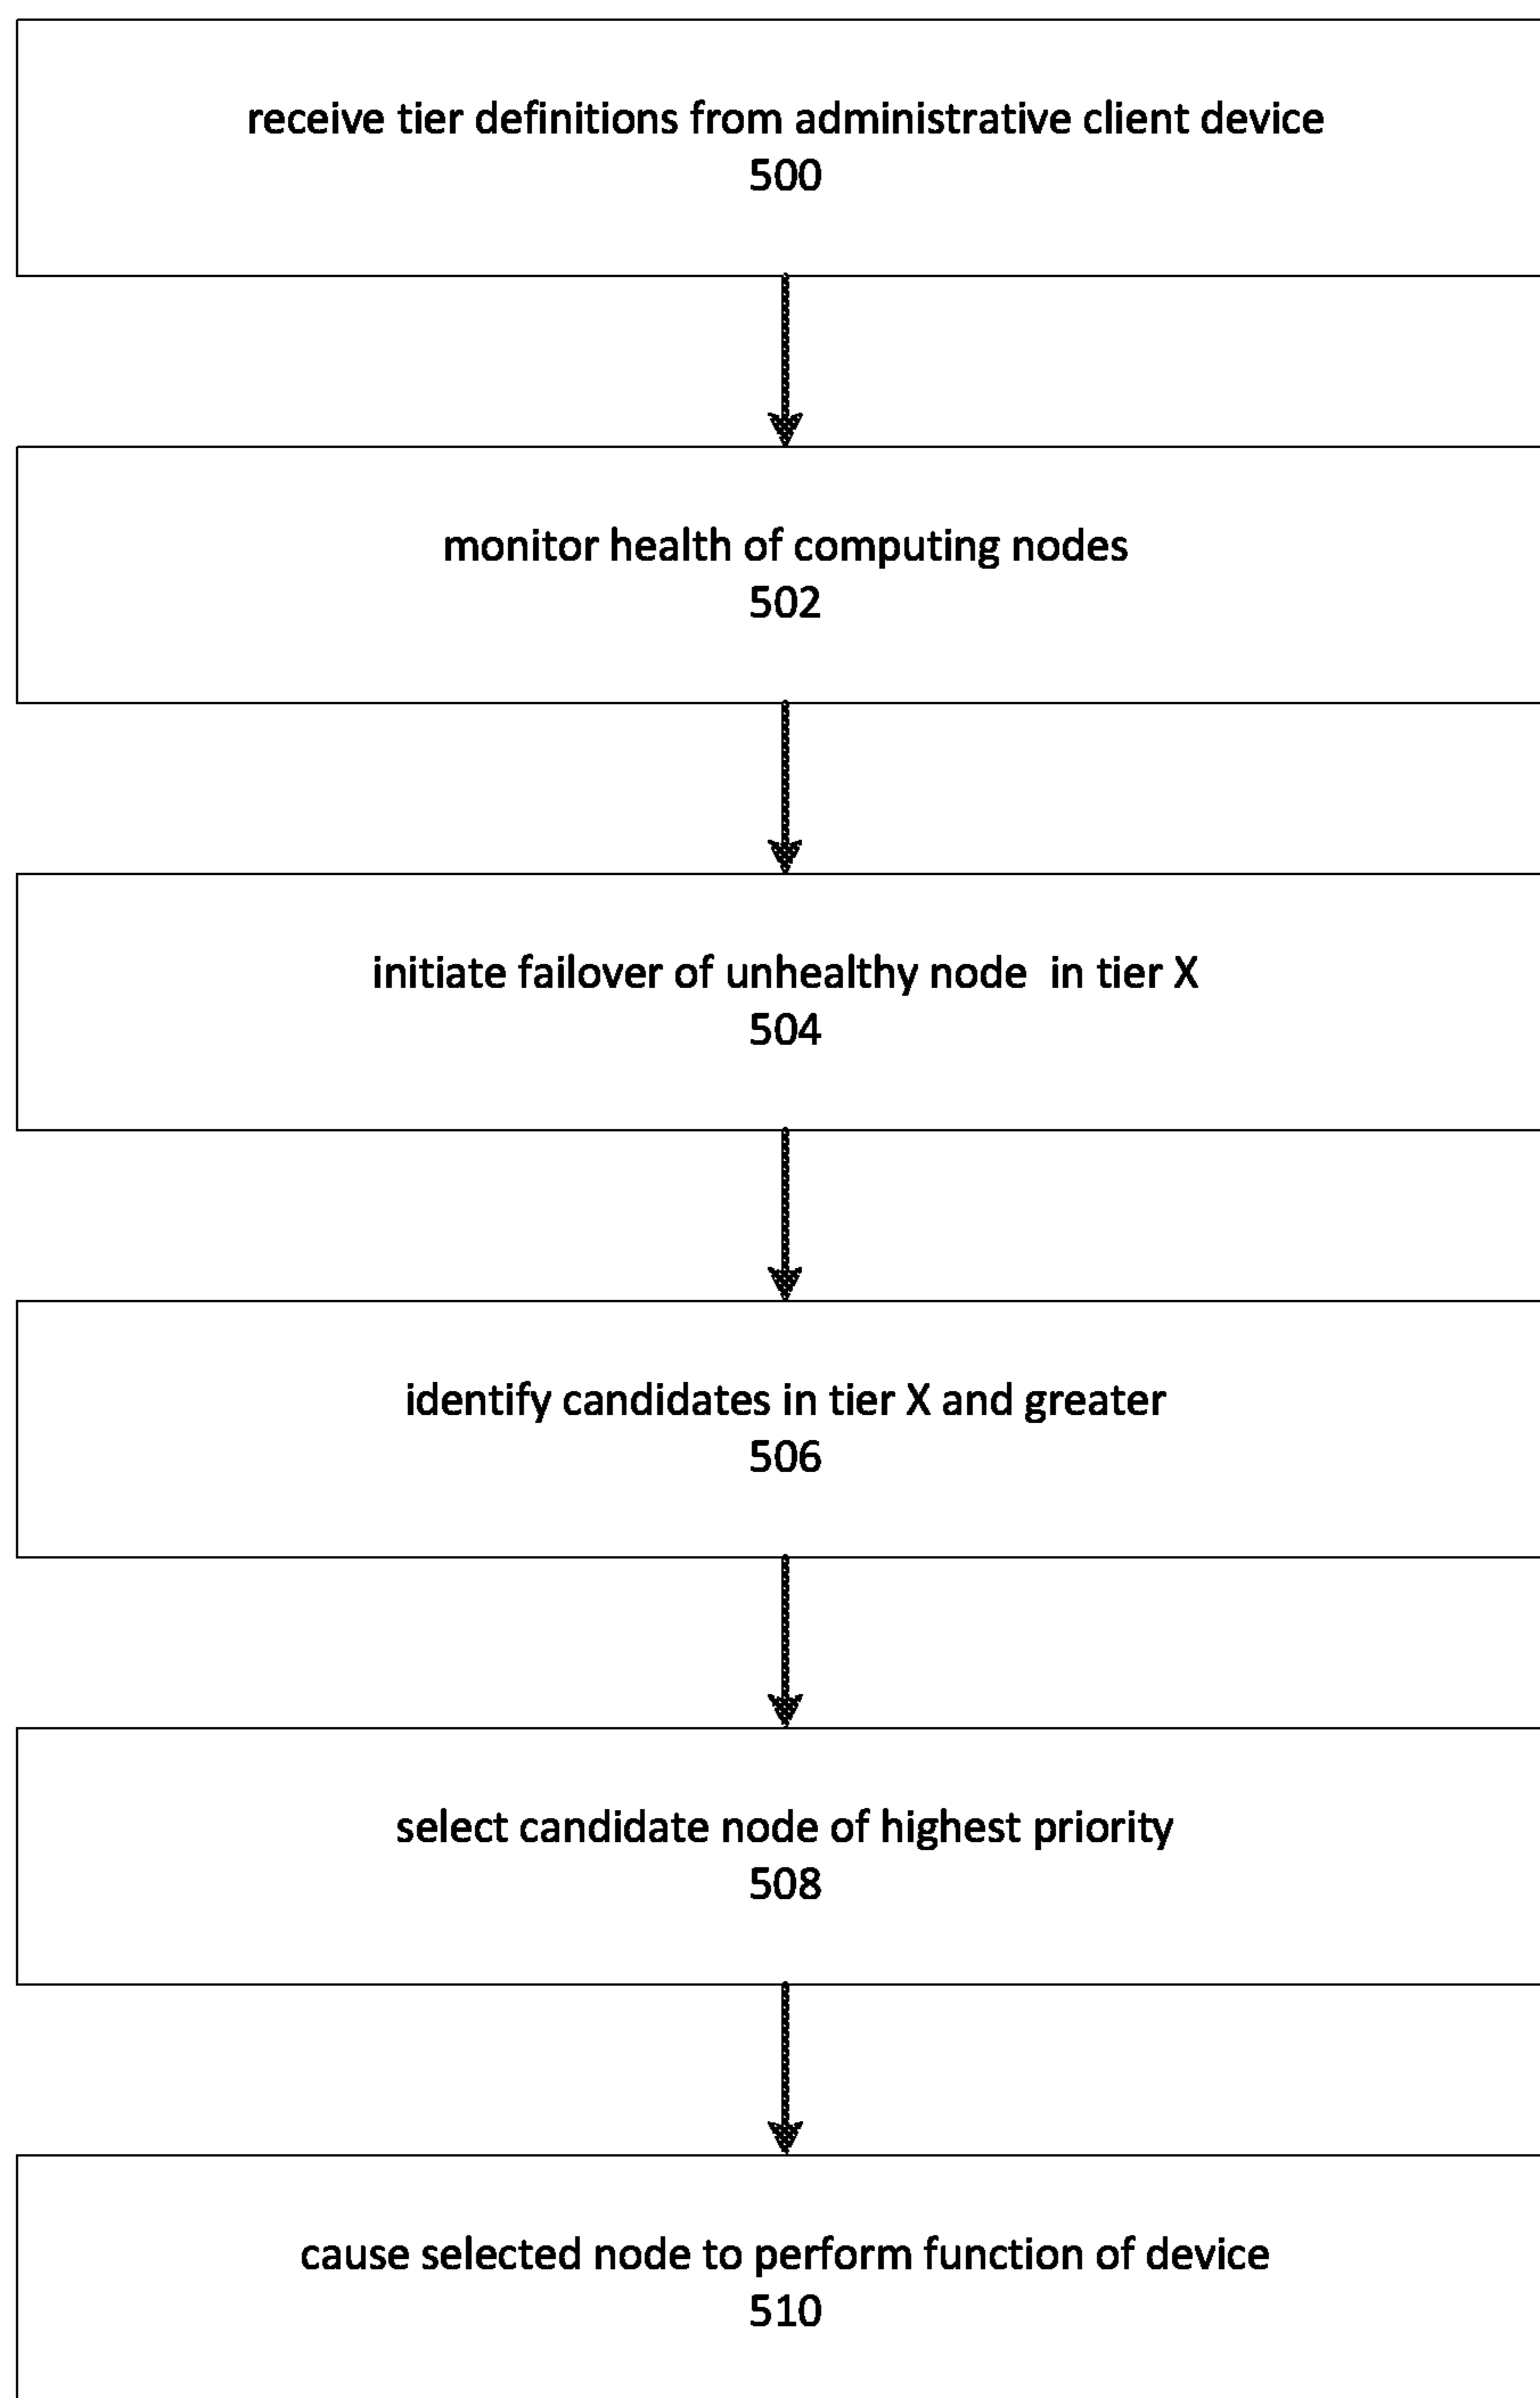 receive tier definitions from administrative client device
500
monitor health of computing nodes
502
initiate failover of unhealthy node  in tier X
504
identify candidates in tier X and greater
506
select candidate node of highest priority
508
cause selected node to perform function of device
510